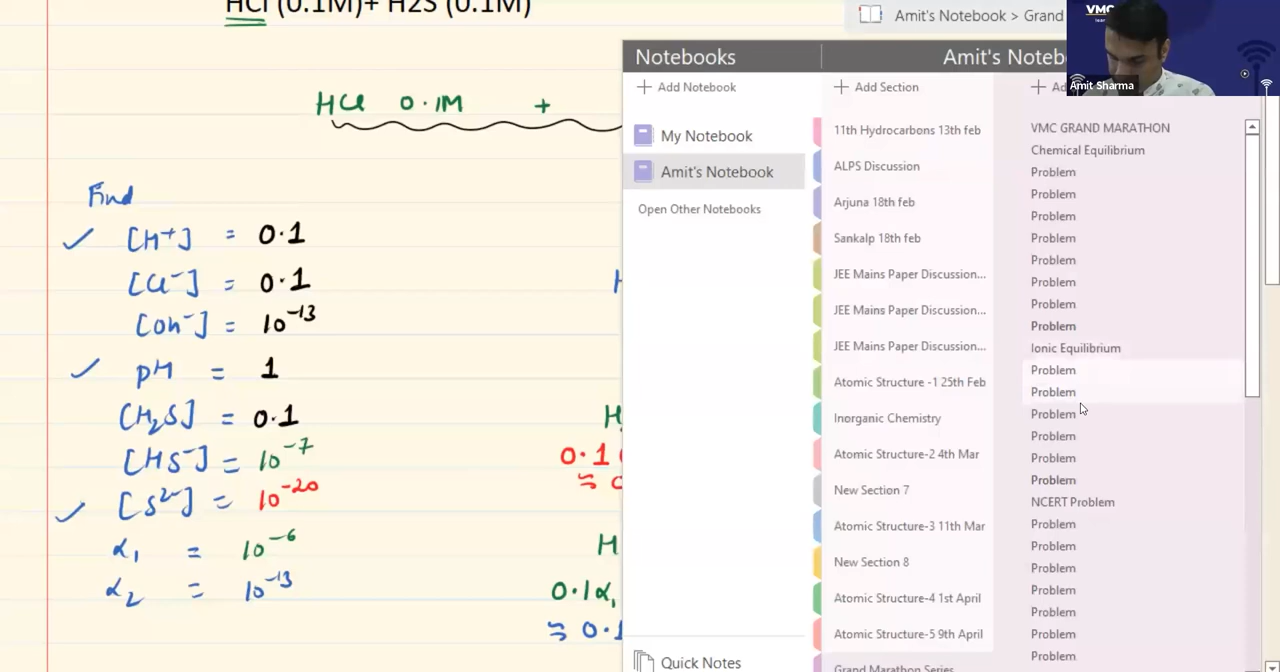 HCl (0.1M)+ H2S (0.1M)
HCl 0.1M +
Find
[H+] = 0.1
[Cl-] = 0.1
[OH-] = 10-13
pH = 1
[H2S] = 0.1
[HS-] = 10-7
[S2-] = 10-20
α1 = 10-6
α2 = 10-13
0.1
H
0.1α,
≈ 0.1
Amit's Notebook > Grand
VMC
Amit Sharma
Notebooks
Amit's Noteb
Add Notebook
My Notebook
Amit's Notebook
Open Other Notebooks
Quick Notes
Add Section
11th Hydrocarbons 13th feb
ALPS Discussion
Arjuna 18th feb
Sankalp 18th feb
JEE Mains Paper Discussion...
JEE Mains Paper Discussion...
JEE Mains Paper Discussion...
Atomic Structure -1 25th Feb
Inorganic Chemistry
Atomic Structure-2 4th Mar
New Section 7
Atomic Structure-3 11th Mar
New Section 8
Atomic Structure-4 1st April
Atomic Structure-5 9th April
Grand Marathon Series
VMC GRAND MARATHON
Chemical Equilibrium
Problem
Problem
Problem
Problem
Problem
Problem
Problem
Problem
Ionic Equilibrium
Problem
Problem
Problem
Problem
Problem
Problem
NCERT Problem
Problem
Problem
Problem
Problem
Problem
Problem
Problem